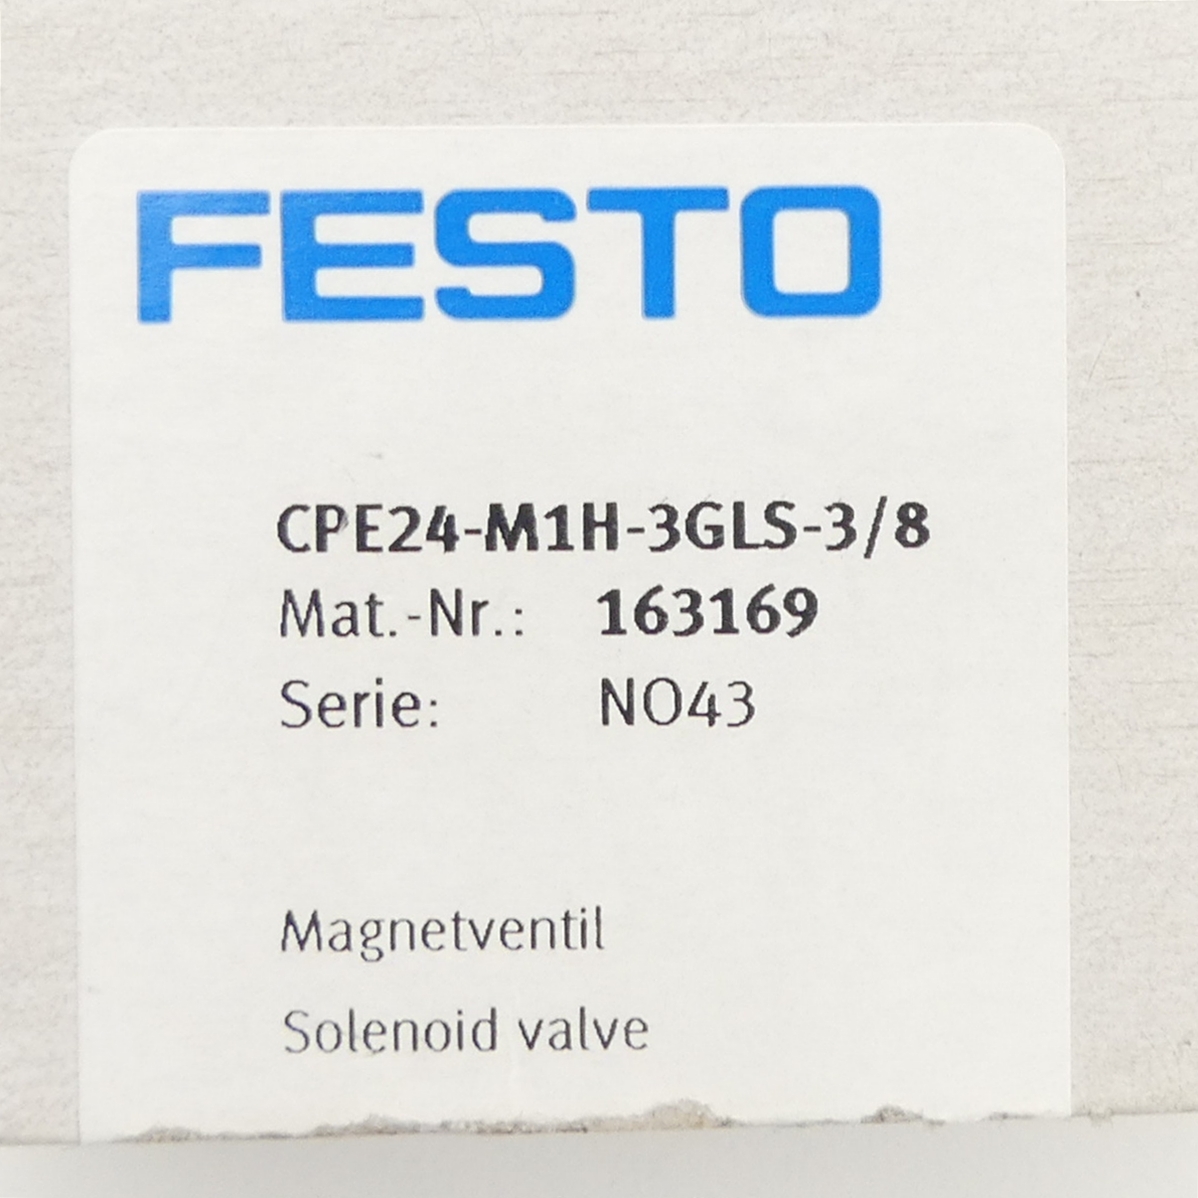 FESTO
CPE24-M1H-3GLS-3/8
Mat.-Nr.: 163169
Serie: NO43
Magnetventil
Solenoid valve